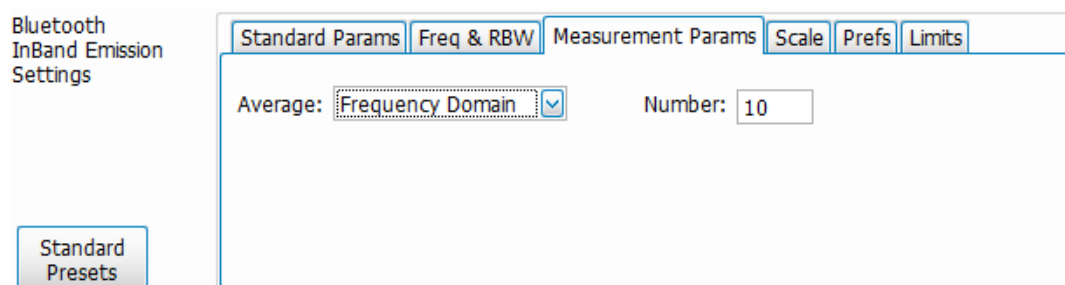 Bluetooth
InBand Emission
Settings
Standard Params Freq & RBW Measurement Params Scale Prefs Limits
Average: Frequency Domain Number: 10
Standard
Presets